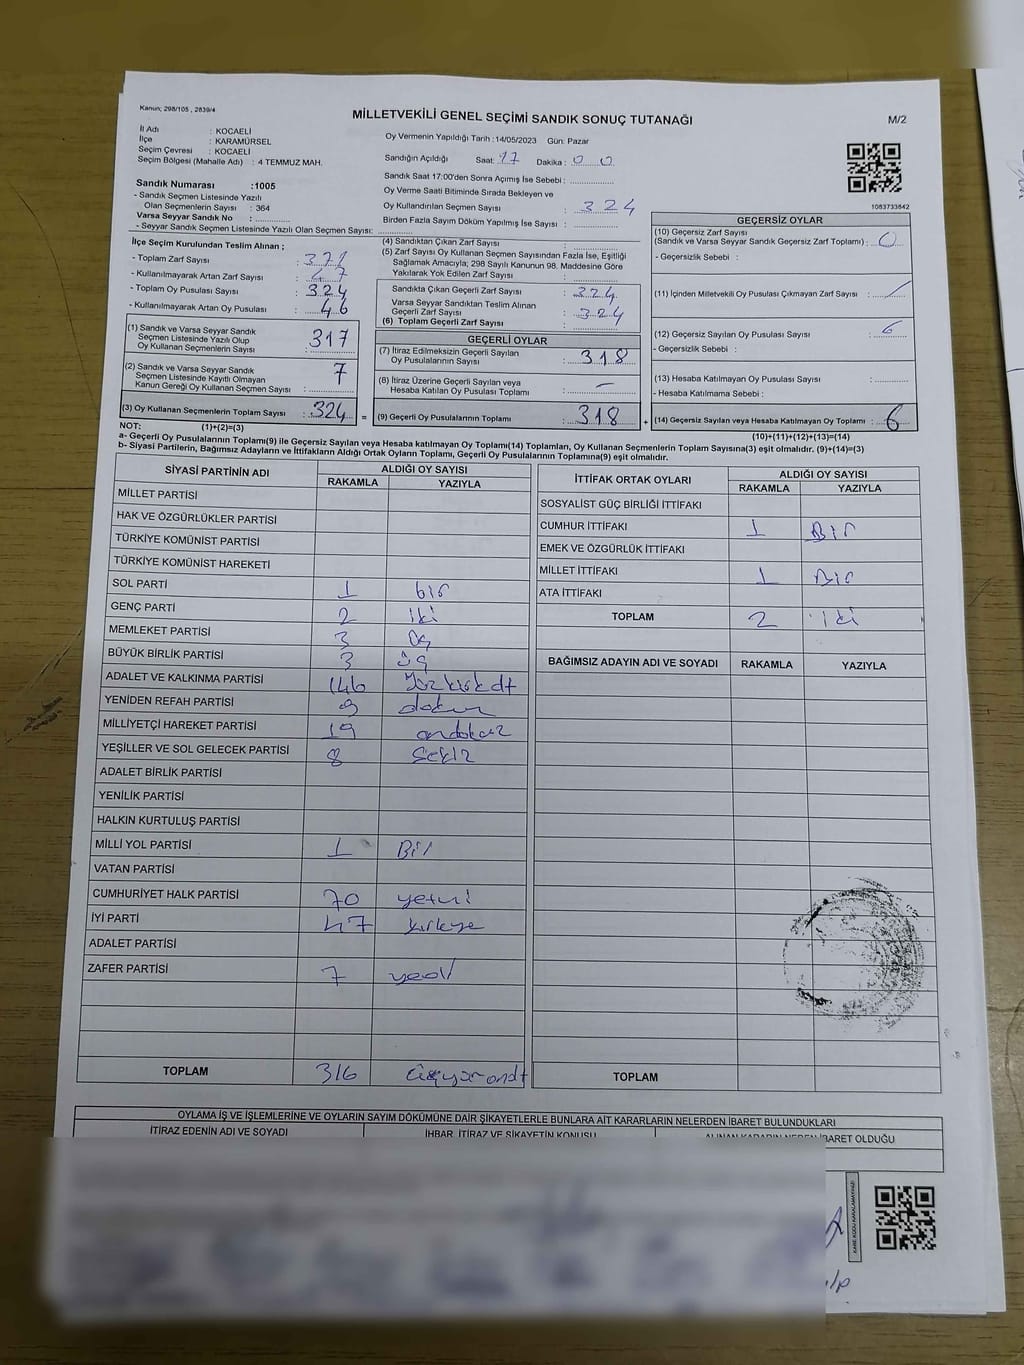 Kanun; 298/105 , 2839/4
MİLLETVEKİLİ GENEL SEÇİMİ SANDIK SONUÇ TUTANAĞI
M/2
İl Adı : KOCAELİ
İlçe : KARAMÜRSEL
Seçim Çevresi : KOCAELİ
Seçim Bölgesi (Mahalle Adı) : 4 TEMMUZ MAH.
Sandık Numarası :1005
- Sandık Seçmen Listesinde Yazılı
Olan Seçmenlerin Sayısı : 364
Varsa Seyyar Sandık No :
- Seyyar Sandık Seçmen Listesinde Yazılı Olan Seçmen Sayısı:
Oy Vermenin Yapıldığı Tarih :14/05/2023 Gün: Pazar
Sandığın Açıldığı Saat: 17 Dakika : 0 0
Sandık Saat 17:00'den Sonra Açımış İse Sebebi :
Oy Verme Saati Bitiminde Sırada Bekleyen ve
Oy Kullandırılan Seçmen Sayısı : 324
Birden Fazla Sayım Döküm Yapılmış İse Sayısı :
1083733842
İlçe Seçim Kurulundan Teslim Alınan ;
- Toplam Zarf Sayısı : 371
- Kullanılmayarak Artan Zarf Sayısı : 47
- Toplam Oy Pusulası Sayısı : 324
- Kullanılmayarak Artan Oy Pusulası : 46
(1) Sandık ve Varsa Seyyar Sandık
Seçmen Listesinde Yazılı Olup
Oy Kullanan Seçmenlerin Sayısı : 317
(2) Sandık ve Varsa Seyyar Sandık
Seçmen Listesinde Kayıtlı Olmayan
Kanun Gereği Oy Kullanan Seçmen Sayısı : 7
(3) Oy Kullanan Seçmenlerin Toplam Sayısı : 324 =
(4) Sandıktan Çıkan Zarf Sayısı :
(5) Zarf Sayısı Oy Kullanan Seçmen Sayısından Fazla İse, Eşitliği
Sağlamak Amacıyla; 298 Sayılı Kanunun 98. Maddesine Göre
Yakılarak Yok Edilen Zarf Sayısı :
Sandıkta Çıkan Geçerli Zarf Sayısı : 324
Varsa Seyyar Sandıktan Teslim Alınan
Geçerli Zarf Sayısı : 324
(6) Toplam Geçerli Zarf Sayısı :
GEÇERLİ OYLAR
(7) İtiraz Edilmeksizin Geçerli Sayılan
Oy Pusulalarının Sayısı : 318
(8) İtiraz Üzerine Geçerli Sayılan veya
Hesaba Katılan Oy Pusulası Toplamı : —
(9) Geçerli Oy Pusulalarının Toplamı : 318 +
GEÇERSİZ OYLAR
(10) Geçersiz Zarf Sayısı
(Sandık ve Varsa Seyyar Sandık Geçersiz Zarf Toplamı) : 0
- Geçersizlik Sebebi :
(11) İçinden Milletvekili Oy Pusulası Çıkmayan Zarf Sayısı : /
(12) Geçersiz Sayılan Oy Pusulası Sayısı : 6
- Geçersizlik Sebebi :
(13) Hesaba Katılmayan Oy Pusulası Sayısı :
- Hesaba Katılmama Sebebi :
(14) Geçersiz Sayılan veya Hesaba Katılmayan Oy Toplamı : 6
NOT: (1)+(2)=(3)
(10)+(11)+(12)+(13)=(14)
a- Geçerli Oy Pusulalarının Toplamı(9) ile Geçersiz Sayılan veya Hesaba katılmayan Oy Toplamı(14) Toplamları, Oy Kullanan Seçmenlerin Toplam Sayısına(3) eşit olmalıdır. (9)+(14)=(3)
b- Siyasi Partilerin, Bağımsız Adayların ve İttifakların Aldığı Ortak Oyların Toplamı, Geçerli Oy Pusulalarının Toplamına(9) eşit olmalıdır.
SİYASİ PARTİNİN ADI ALDIĞI OY SAYISI
RAKAMLA YAZIYLA
MİLLET PARTİSİ
HAK VE ÖZGÜRLÜKLER PARTİSİ
TÜRKİYE KOMÜNİST PARTİSİ
TÜRKİYE KOMÜNİST HAREKETİ
SOL PARTİ 1 bir
GENÇ PARTİ 2 iki
MEMLEKET PARTİSİ 3 Üç
BÜYÜK BİRLİK PARTİSİ 3 üç
ADALET VE KALKINMA PARTİSİ 146
YENİDEN REFAH PARTİSİ 9 dokuz
MİLLİYETÇİ HAREKET PARTİSİ 19 ondokuz
YEŞİLLER VE SOL GELECEK PARTİSİ 8 Sekiz
ADALET BİRLİK PARTİSİ
YENİLİK PARTİSİ
HALKIN KURTULUŞ PARTİSİ
MİLLİ YOL PARTİSİ 1 Bir
VATAN PARTİSİ
CUMHURİYET HALK PARTİSİ 70
İYİ PARTİ 47
ADALET PARTİSİ
ZAFER PARTİSİ 7 yedi
TOPLAM 316
İTTİFAK ORTAK OYLARI ALDIĞI OY SAYISI
RAKAMLA YAZIYLA
SOSYALİST GÜÇ BİRLİĞİ İTTİFAKI
CUMHUR İTTİFAKI 1 Bir
EMEK VE ÖZGÜRLÜK İTTİFAKI
MİLLET İTTİFAKI 1 Bir
ATA İTTİFAKI
TOPLAM 2 iki
BAĞIMSIZ ADAYIN ADI VE SOYADI RAKAMLA YAZIYLA
TOPLAM
OYLAMA İŞ VE İŞLEMLERİNE VE OYLARIN SAYIM DÖKÜMÜNE DAİR ŞİKAYETLERLE BUNLARA AİT KARARLARIN NELERDEN İBARET BULUNDUKLARI
İTİRAZ EDENİN ADI VE SOYADI İHBAR, İTİRAZ VE ŞİKAYETİN KONUSU ALINAN KARARIN NEDEN İBARET OLDUĞU